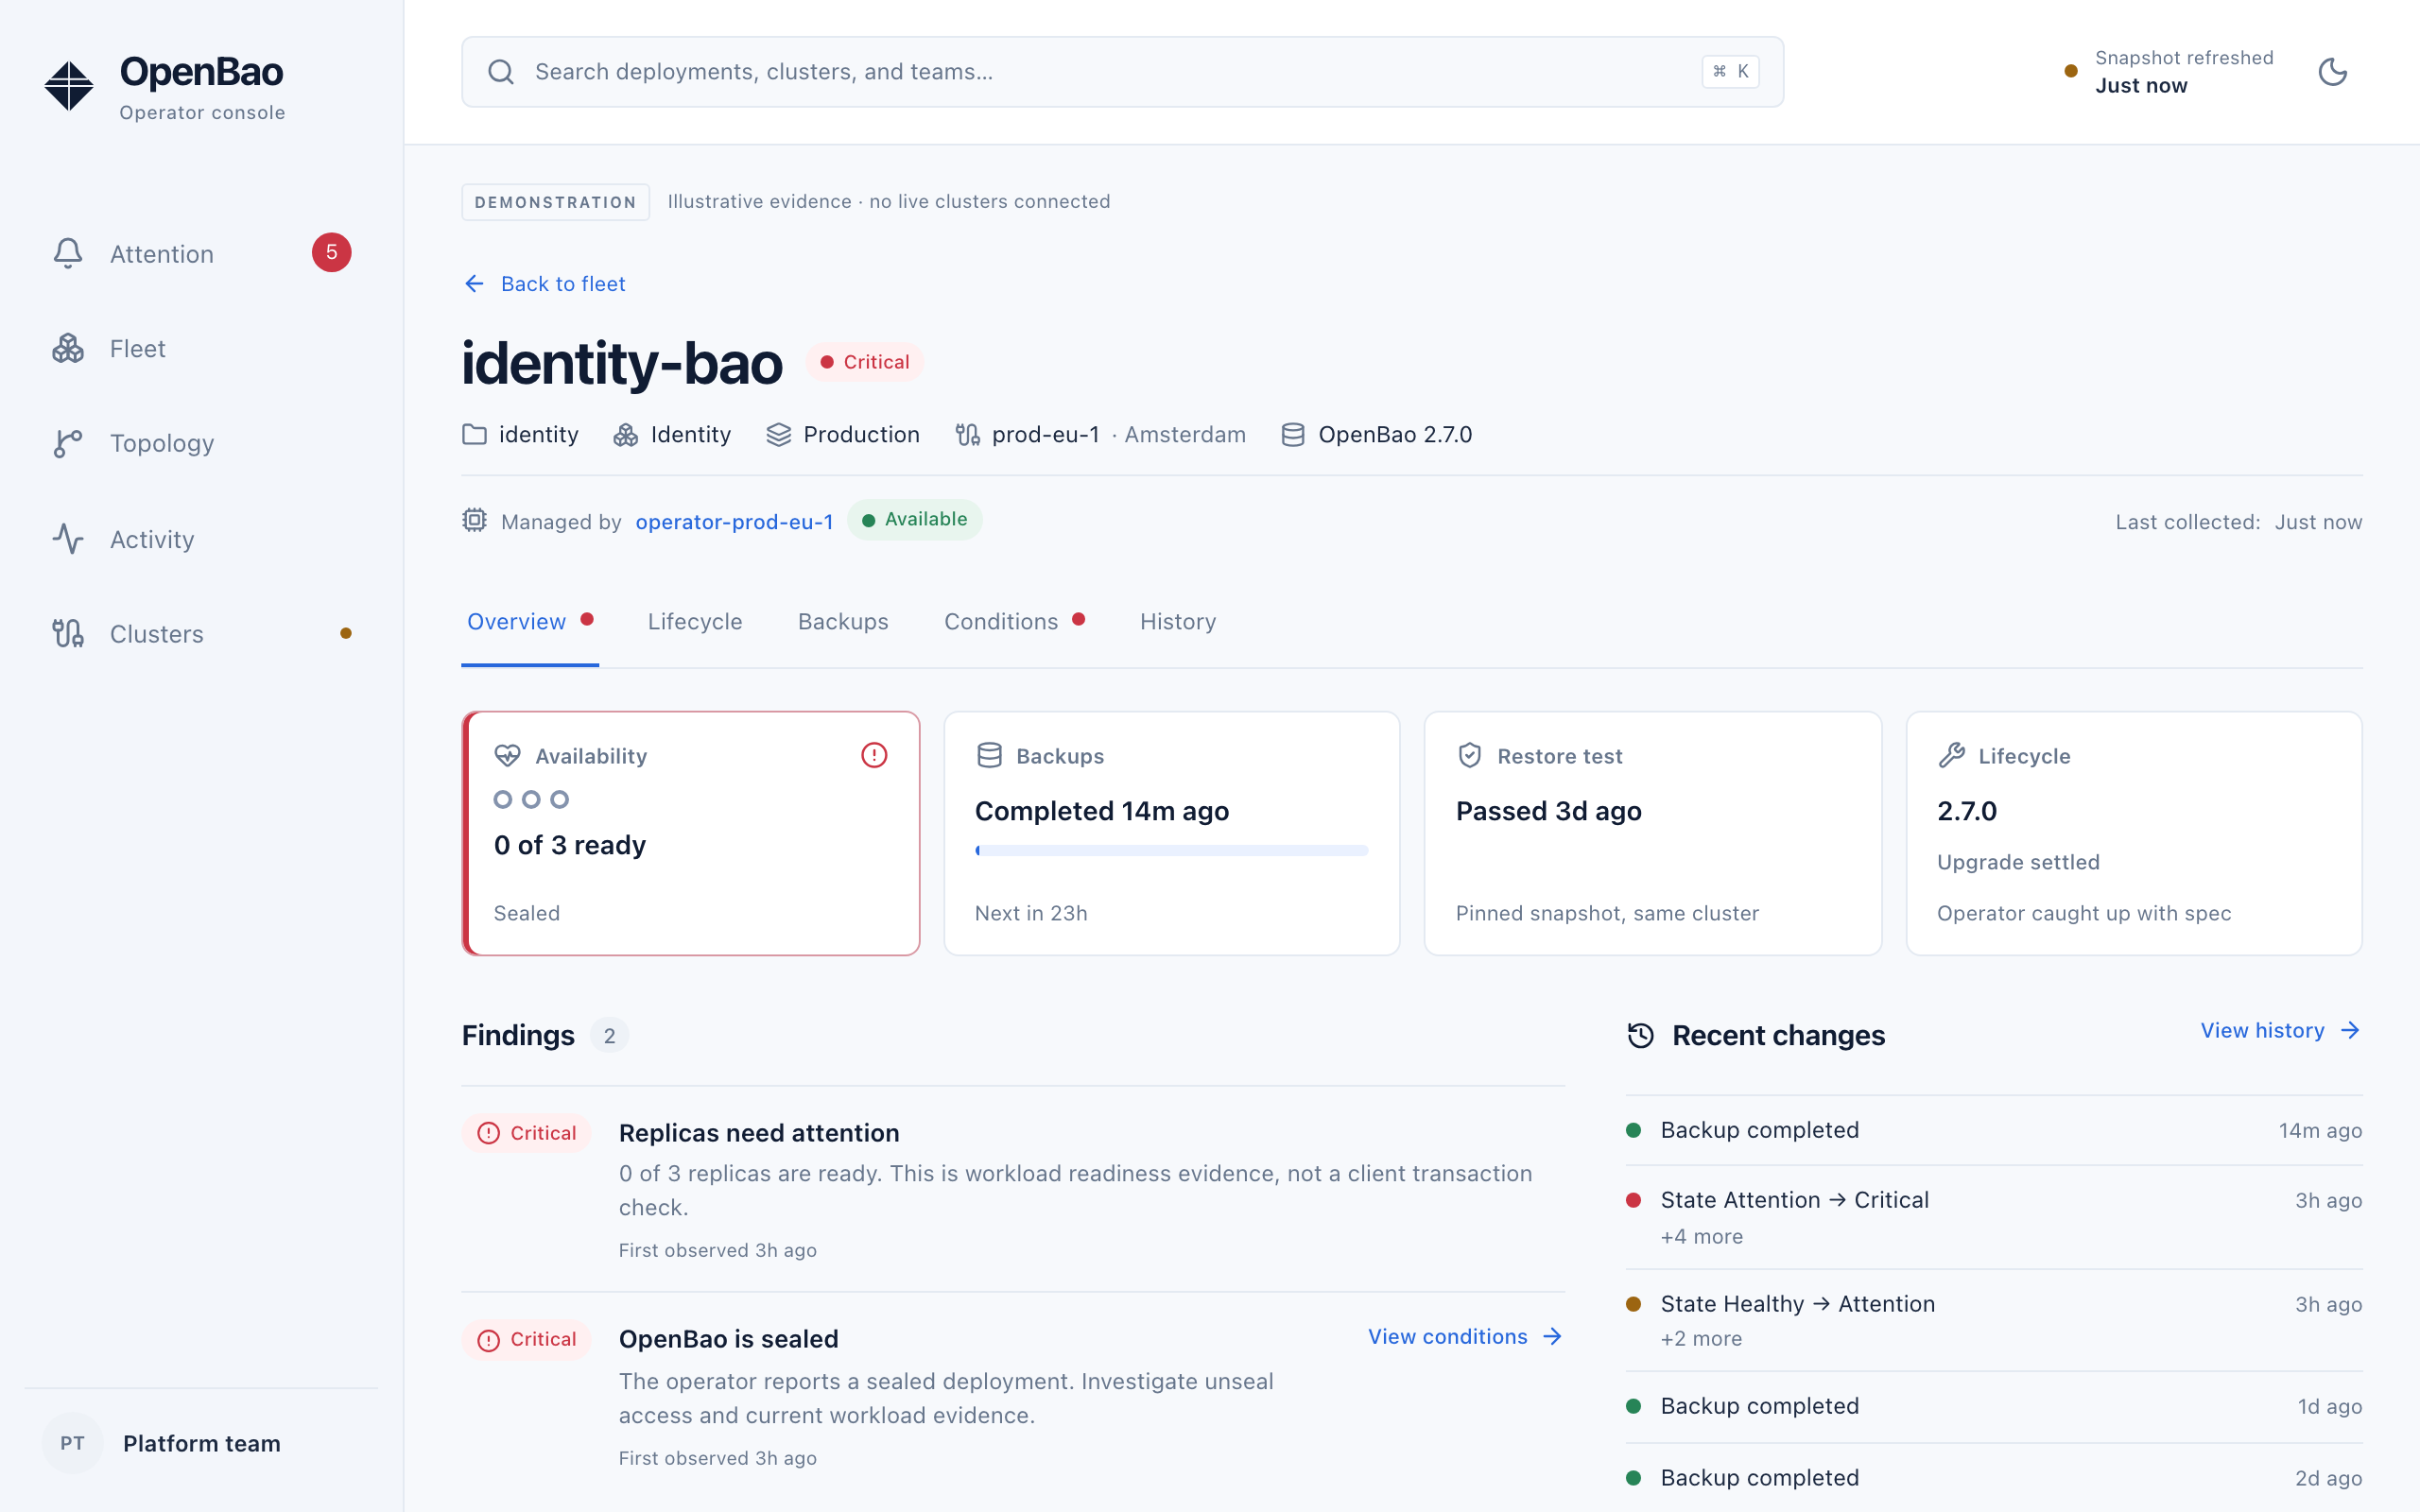 OpenBao
Operator console
Attention 5
Fleet
Topology
Activity
Clusters
PT Platform team
Search deployments, clusters, and teams... ⌘ K
Snapshot refreshed
Just now
DEMONSTRATION Illustrative evidence · no live clusters connected
Back to fleet
identity-bao Critical
identity Identity Production prod-eu-1 · Amsterdam OpenBao 2.7.0
Managed by operator-prod-eu-1 Available Last collected: Just now
Overview Lifecycle Backups Conditions History
Availability
0 of 3 ready
Sealed
Backups
Completed 14m ago
Next in 23h
Restore test
Passed 3d ago
Pinned snapshot, same cluster
Lifecycle
2.7.0
Upgrade settled
Operator caught up with spec
Findings 2
Critical Replicas need attention
0 of 3 replicas are ready. This is workload readiness evidence, not a client transaction
check.
First observed 3h ago
Critical OpenBao is sealed View conditions →
The operator reports a sealed deployment. Investigate unseal
access and current workload evidence.
First observed 3h ago
Recent changes View history →
Backup completed 14m ago
State Attention → Critical 3h ago
+4 more
State Healthy → Attention 3h ago
+2 more
Backup completed 1d ago
Backup completed 2d ago